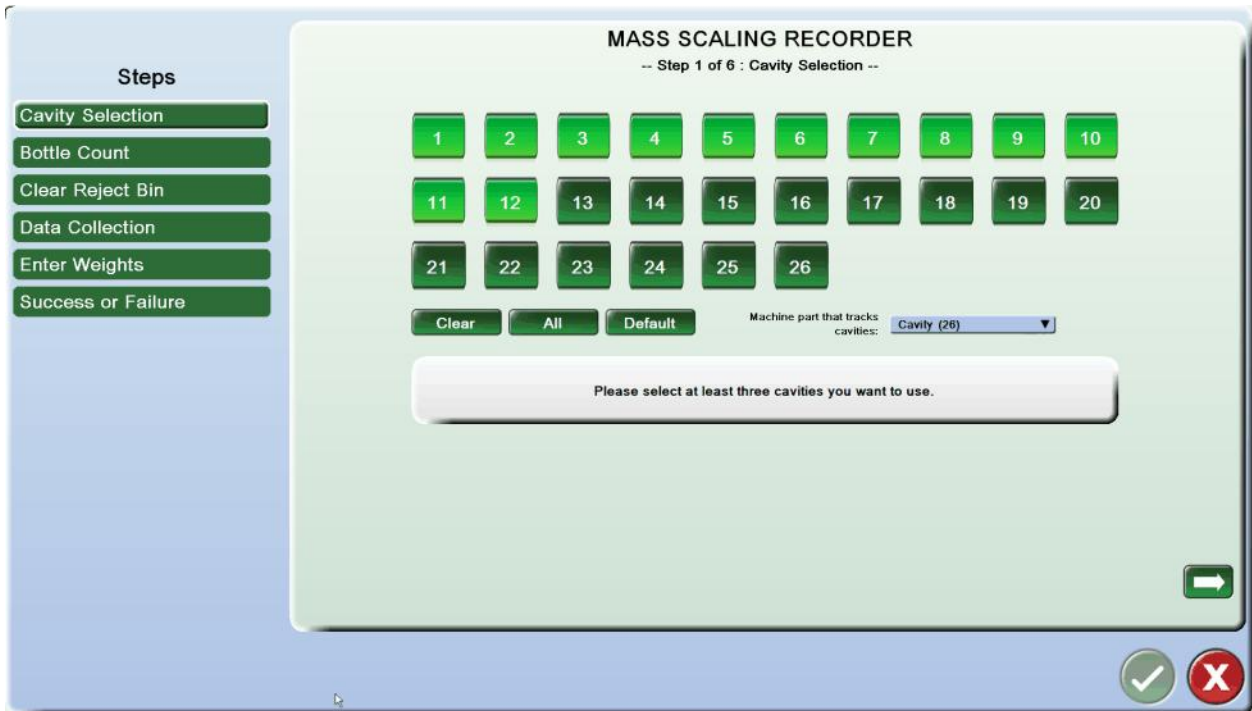 MASS SCALING RECORDER
-- Step 1 of 6 : Cavity Selection --
Steps
Cavity Selection
Bottle Count
Clear Reject Bin
Data Collection
Enter Weights
Success or Failure
1 2 3 4 5 6 7 8 9 10
11 12 13 14 15 16 17 18 19 20
21 22 23 24 25 26
Clear All Default
Machine part that tracks
cavities: Cavity (26)
Please select at least three cavities you want to use.